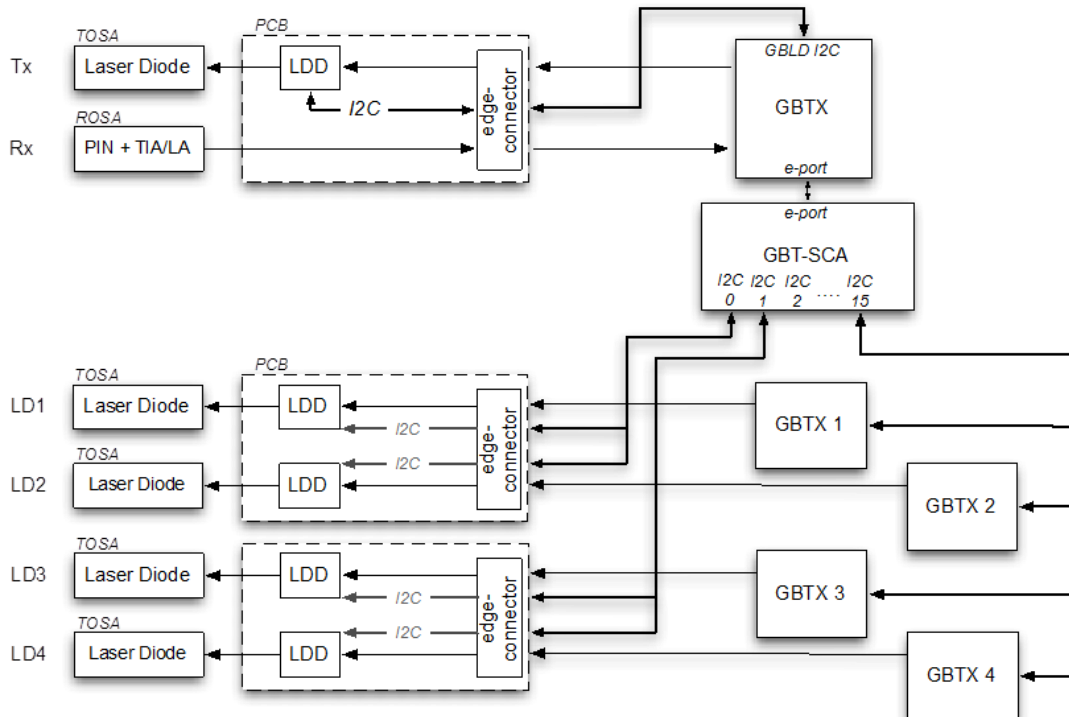 TOSA
PCB
Tx
Laser Diode
LDD
GBLD I2C
GBTX
I2C
edge-
connector
ROSA
Rx
PIN + TIA/LA
e-port
e-port
GBT-SCA
I2C I2C I2C I2C
0 1 2 .... 15
PCB
TOSA
LD1
Laser Diode
LDD
GBTX 1
I2C
edge-
connector
TOSA
I2C
LD2
Laser Diode
LDD
GBTX 2
TOSA
LD3
Laser Diode
LDD
GBTX 3
I2C
edge-
connector
TOSA
I2C
LD4
Laser Diode
LDD
GBTX 4